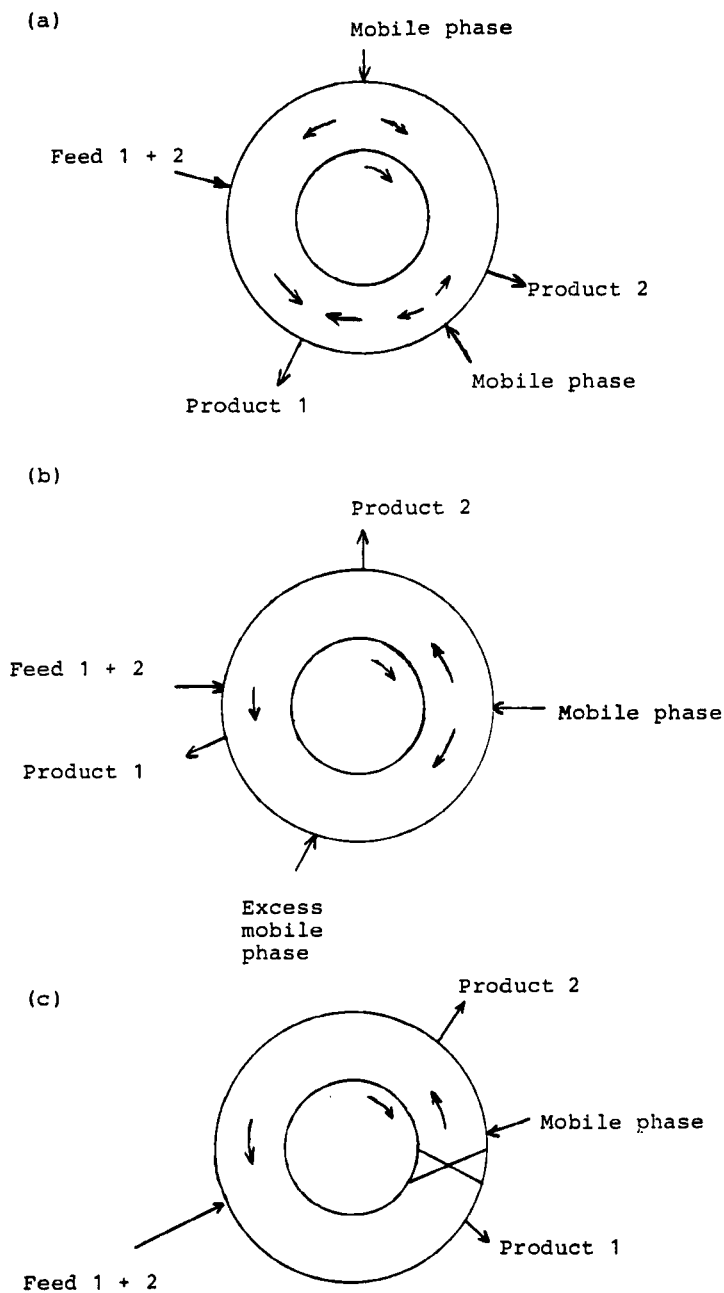 (a)
Mobile phase
Feed 1 + 2
Product 2
Mobile phase
Product 1
(b)
Product 2
Feed 1 + 2
Mobile phase
Product 1
Excess
mobile
phase
(c)
Product 2
Mobile phase
Product 1
Feed 1 + 2